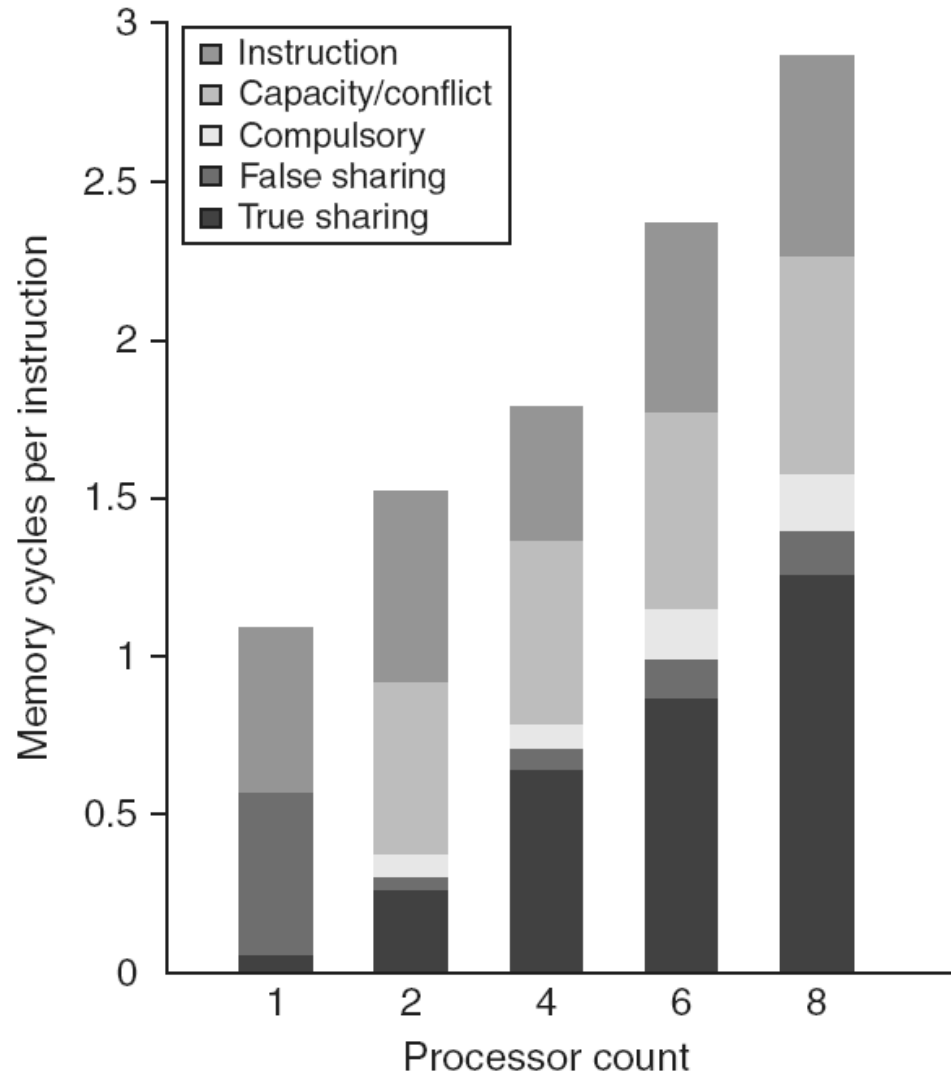 3
Instruction
Capacity/conflict
Compulsory
False sharing
True sharing
2.5
2
1.5
1
0.5
0
Memory cycles per instruction
1 2 4 6 8
Processor count